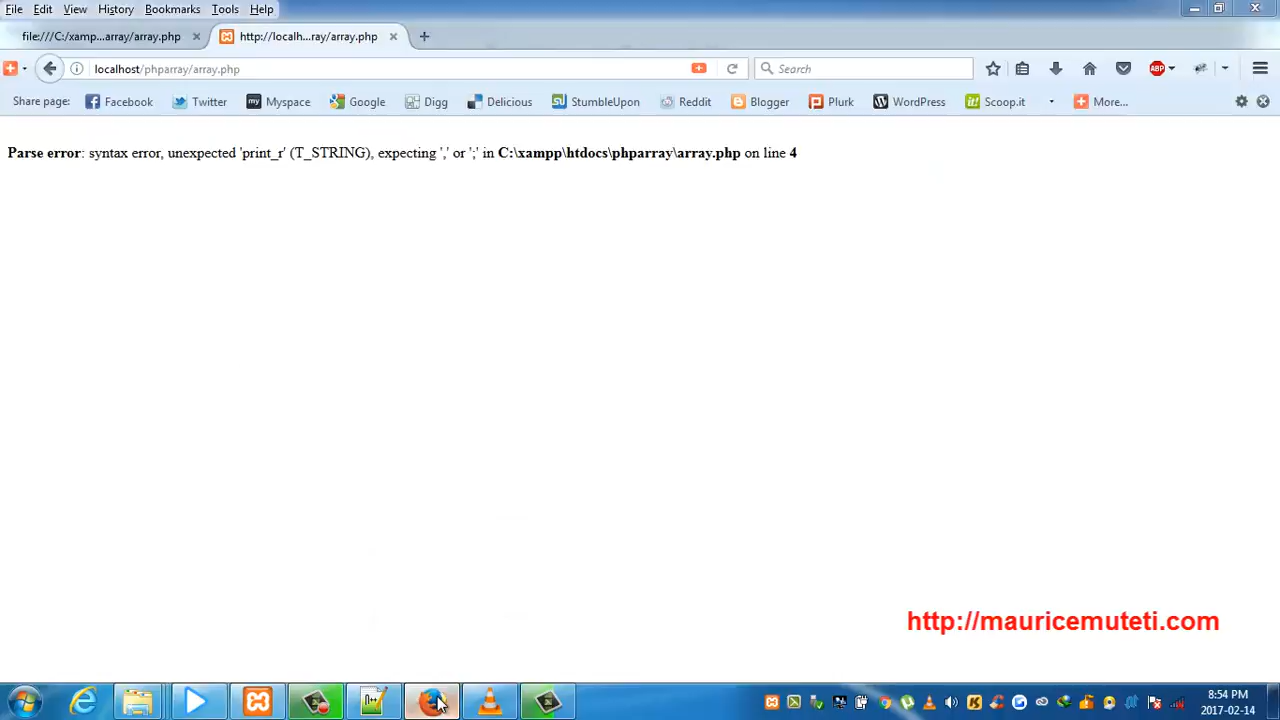 File Edit View History Bookmarks Tools Help
file:///C:/xamp...array/array.php http://localh...ray/array.php
localhost/phparray/array.php Search ABP
Share page: Facebook Twitter my Myspace Google Digg Delicious StumbleUpon Reddit Blogger Plurk WordPress it! Scoop.it More...
Parse error: syntax error, unexpected 'print_r' (T_STRING), expecting ',' or ';' in C:\xampp\htdocs\phparray\array.php on line 4
http://mauricemuteti.com
8:54 PM
2017-02-14